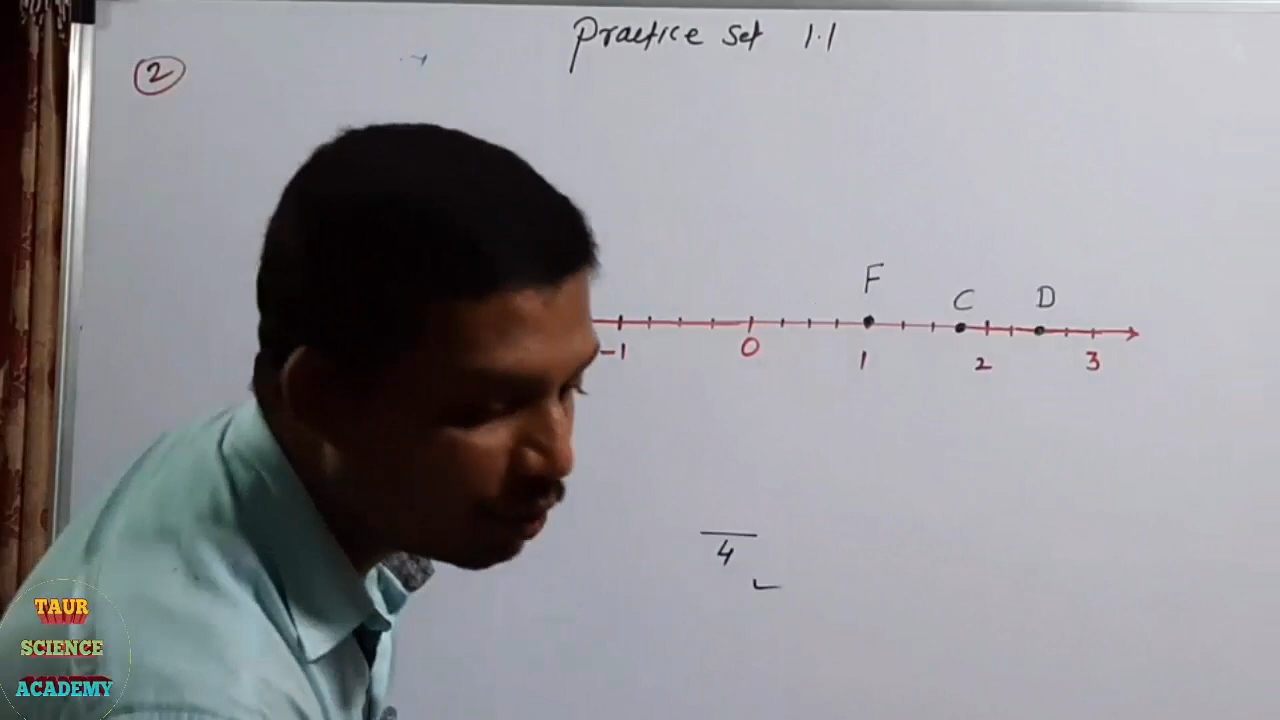 Practice Set 1.1
2
F
C D
-1 0 1 2 3
4
TAUR
SCIENCE
ACADEMY